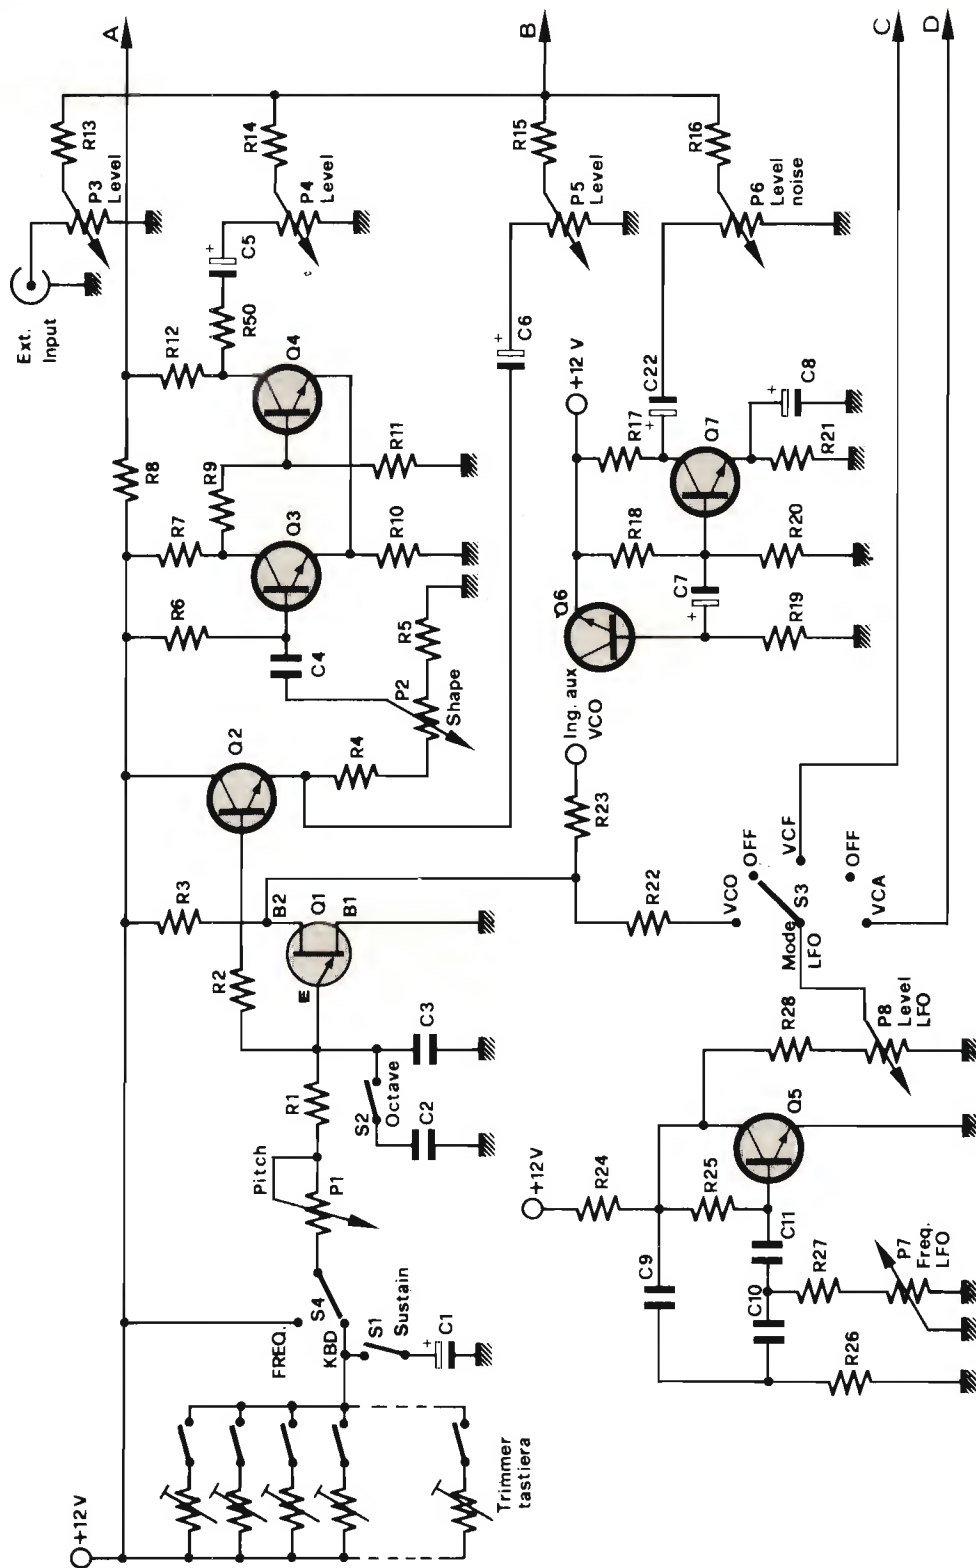 A
B
C
D
Ext.
Input
P3
Level
R13
R14
P4
Level
C5
+
R50
R12
Q4
R8
R9
R11
R7
Q3
R10
R6
C4
R5
P2
Shape
Q2
R4
R3
B2
Q1
B1
E
R2
R1
C3
S2
Octave
C2
Pitch
P1
S4
FREQ.
KBD
S1
Sustain
+
C1
+12V
Trimmer
tastiera
R15
P5
Level
+
C6
R16
P6
Level
noise
+12 V
C22
+
R17
Q7
+
C8
R21
R18
R20
Q6
C7
+
R19
Ing. aux
VCO
R23
R22
VCO
OFF
VCF
S3
OFF
VCA
Mode
LFO
R28
P8
Level
LFO
Q5
+12V
R24
R25
C9
C11
C10
R27
P7
Freq.
LFO
R26